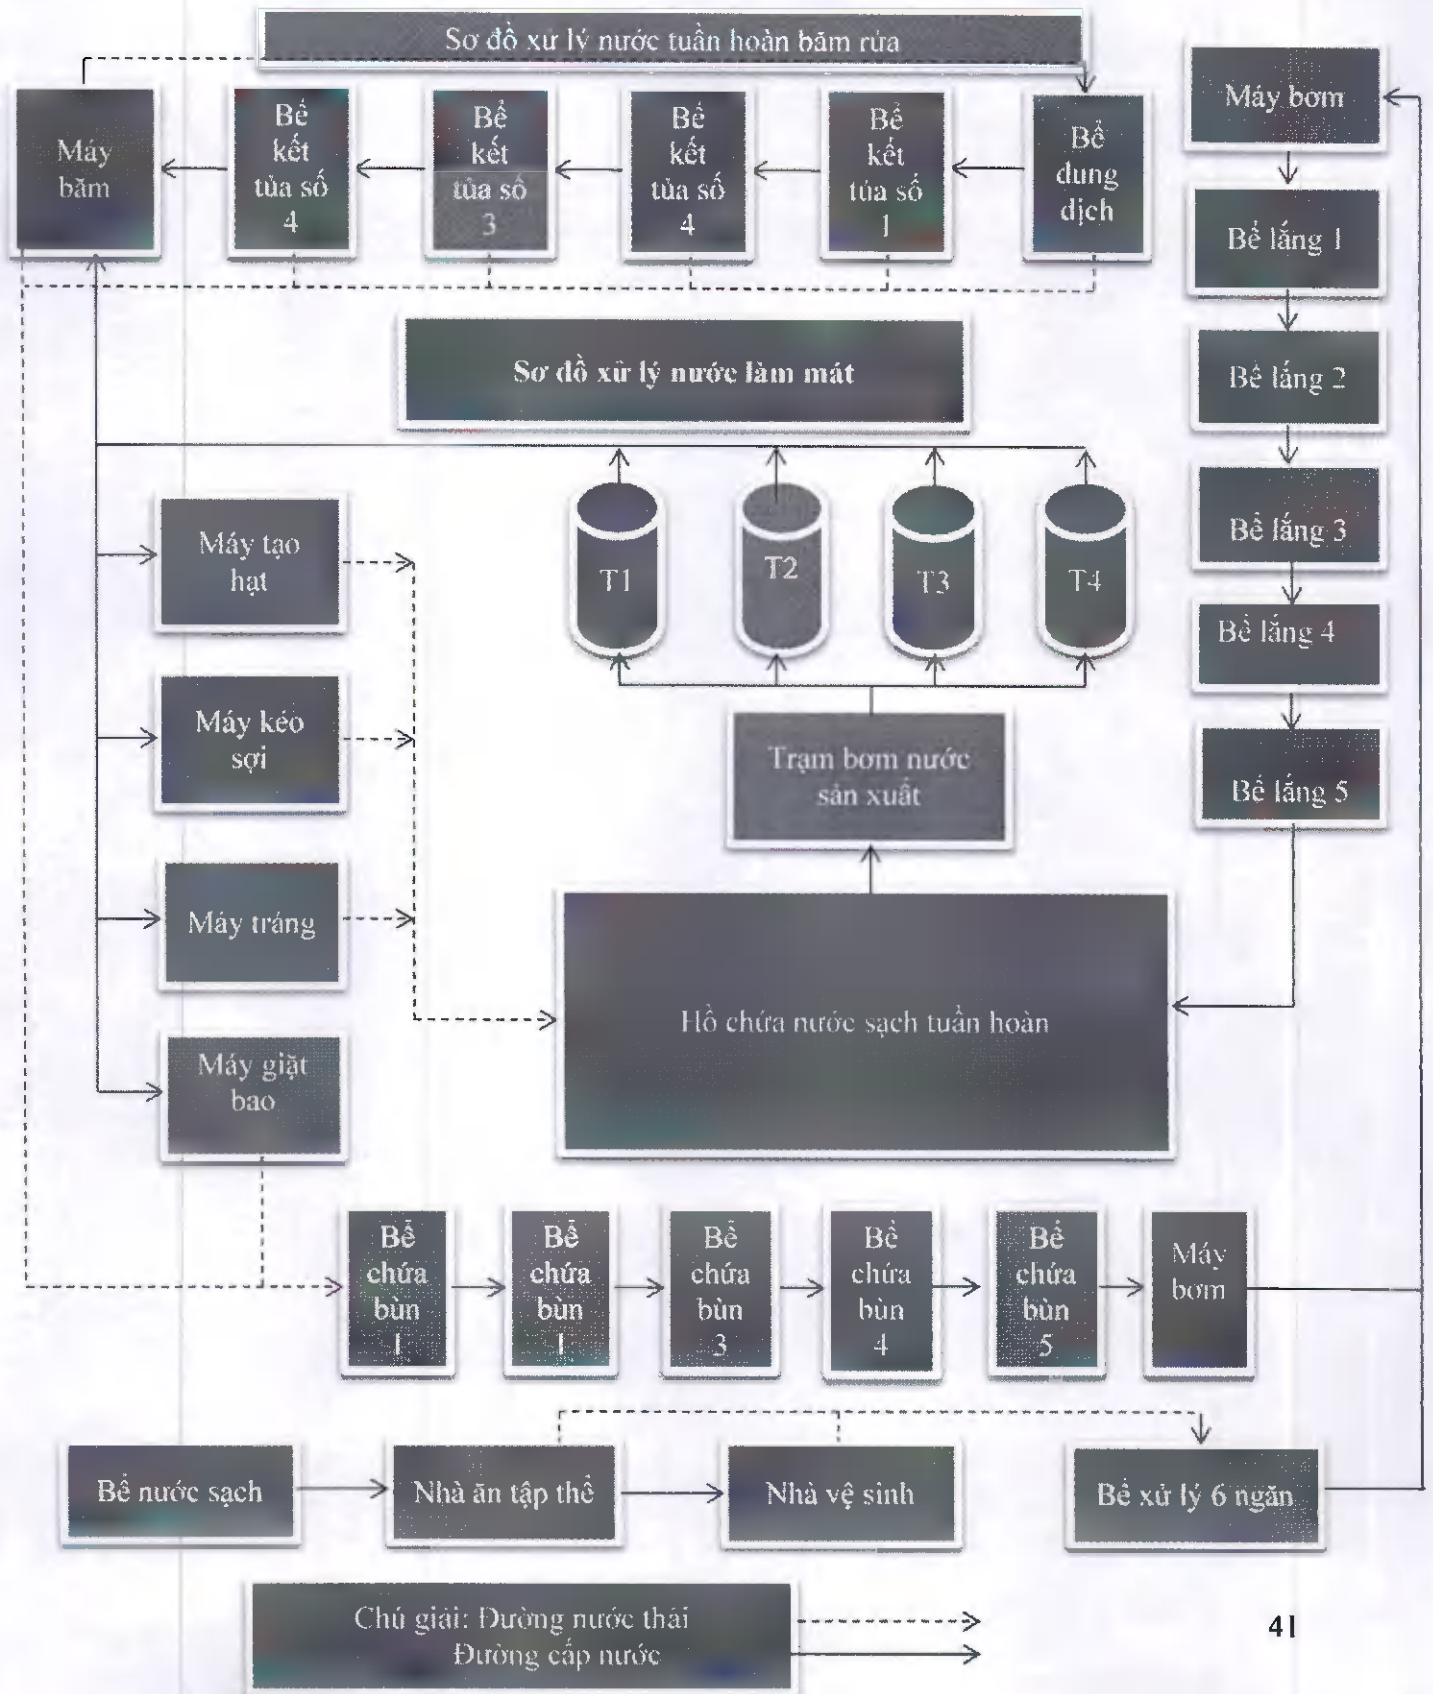 Sơ đồ xử lý nước tuần hoàn băm rửa
Máy
băm
Bể
kết
tủa số
4
Bể
kết
tủa số
3
Bể
kết
tủa số
4
Bể
kết
tủa số
1
Bể
dung
dịch
Máy bơm
Bể lắng 1
Bể lắng 2
Bể lắng 3
Bể lắng 4
Bể lắng 5
Sơ đồ xử lý nước làm mát
T1
T2
T3
T4
Máy tạo
hạt
Máy kéo
sợi
Máy tráng
Máy giặt
bao
Trạm bơm nước
sản xuất
Hồ chứa nước sạch tuần hoàn
Bể
chứa
bùn
1
Bể
chứa
bùn
1
Bể
chứa
bùn
3
Bể
chứa
bùn
4
Bể
chứa
bùn
5
Máy
bơm
Bể nước sạch
Nhà ăn tập thể
Nhà vệ sinh
Bể xử lý 6 ngăn
Chú giải: Đường nước thải
Đường cấp nước
41